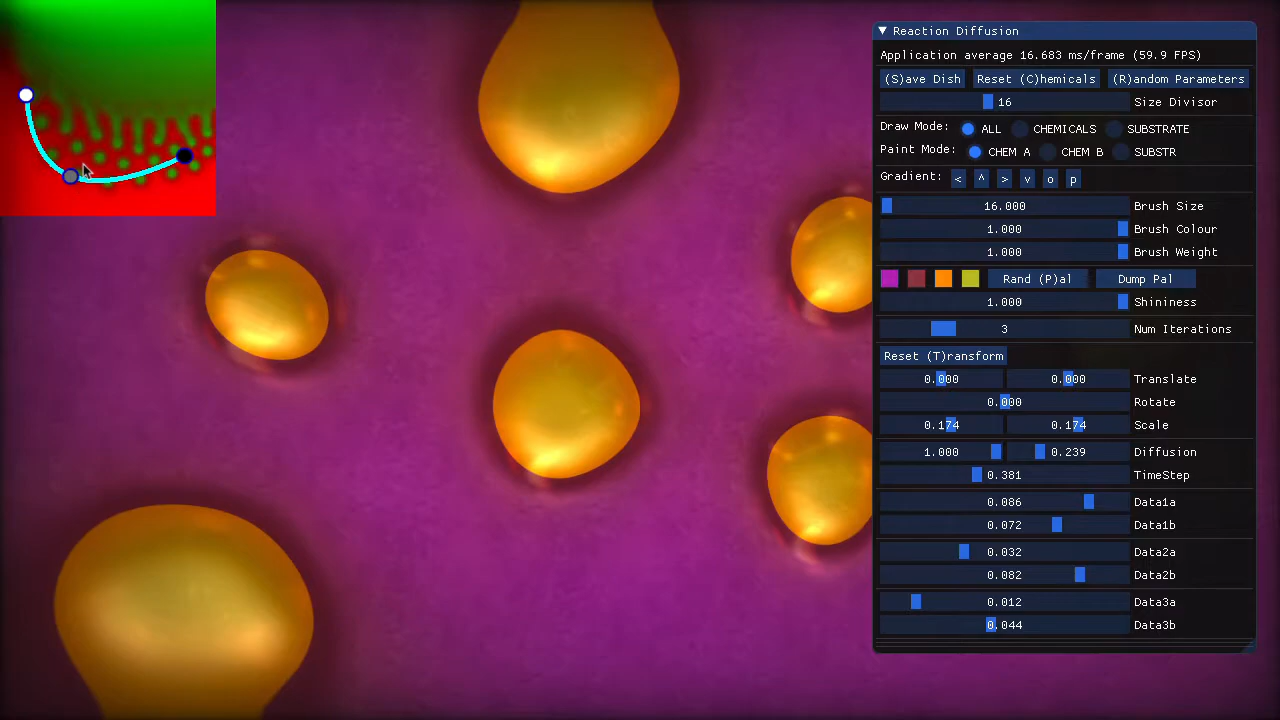 Reaction Diffusion
Application average 16.683 ms/frame (59.9 FPS)
(S)ave Dish Reset (C)hemicals (R)andom Parameters
16 Size Divisor
Draw Mode: ALL CHEMICALS SUBSTRATE
Paint Mode: CHEM A CHEM B SUBSTR
Gradient: < ^ > v o p
16.000 Brush Size
1.000 Brush Colour
1.000 Brush Weight
Rand (P)al Dump Pal
1.000 Shininess
3 Num Iterations
Reset (T)ransform
0.000 0.000 Translate
0.000 Rotate
0.174 0.174 Scale
1.000 0.239 Diffusion
0.381 TimeStep
0.086 Data1a
0.072 Data1b
0.032 Data2a
0.082 Data2b
0.012 Data3a
0.044 Data3b